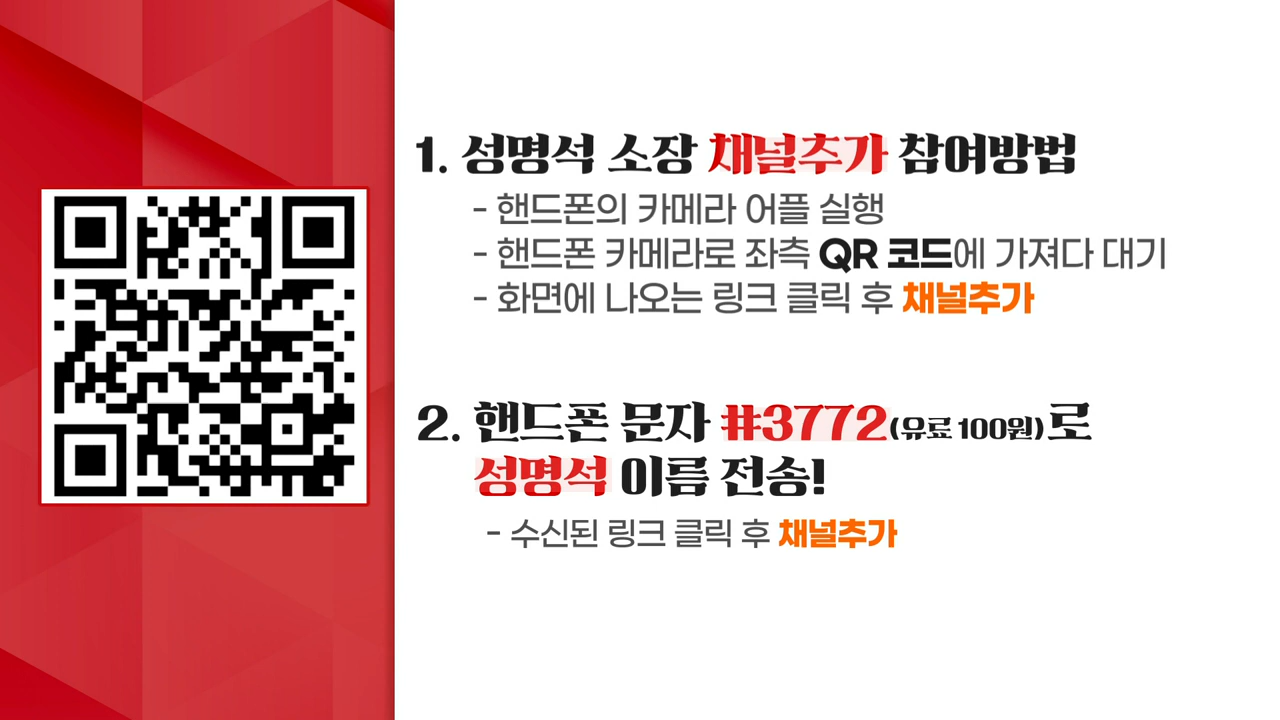 1. 성명석 소장 채널추가 참여방법
- 핸드폰의 카메라 어플 실행
- 핸드폰 카메라로 좌측 QR 코드에 가져다 대기
- 화면에 나오는 링크 클릭 후 채널추가
2. 핸드폰 문자 #3772(유료 100원)로
성명석 이름 전송!
- 수신된 링크 클릭 후 채널추가